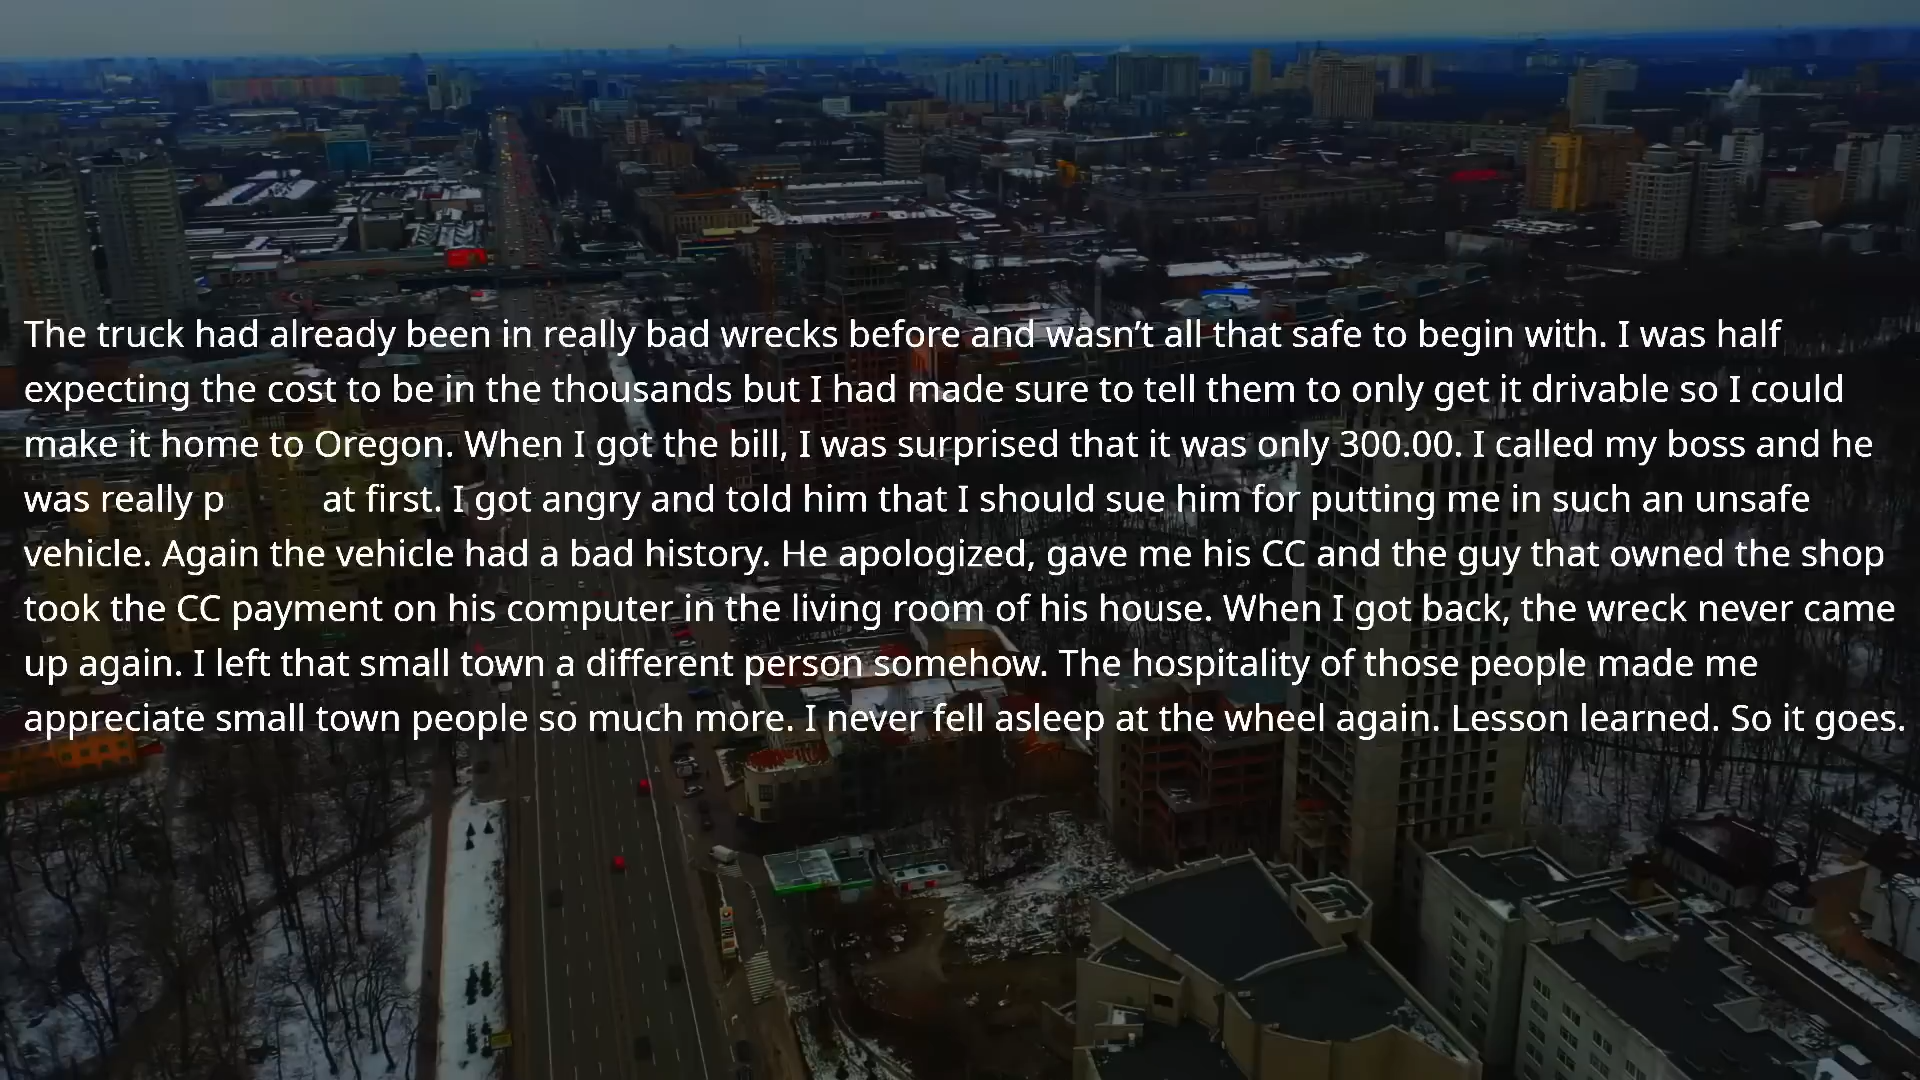 The truck had already been in really bad wrecks before and wasn’t all that safe to begin with. I was half
expecting the cost to be in the thousands but I had made sure to tell them to only get it drivable so I could
make it home to Oregon. When I got the bill, I was surprised that it was only 300.00. I called my boss and he
was really p at first. I got angry and told him that I should sue him for putting me in such an unsafe
vehicle. Again the vehicle had a bad history. He apologized, gave me his CC and the guy that owned the shop
took the CC payment on his computer in the living room of his house. When I got back, the wreck never came
up again. I left that small town a different person somehow. The hospitality of those people made me
appreciate small town people so much more. I never fell asleep at the wheel again. Lesson learned. So it goes.